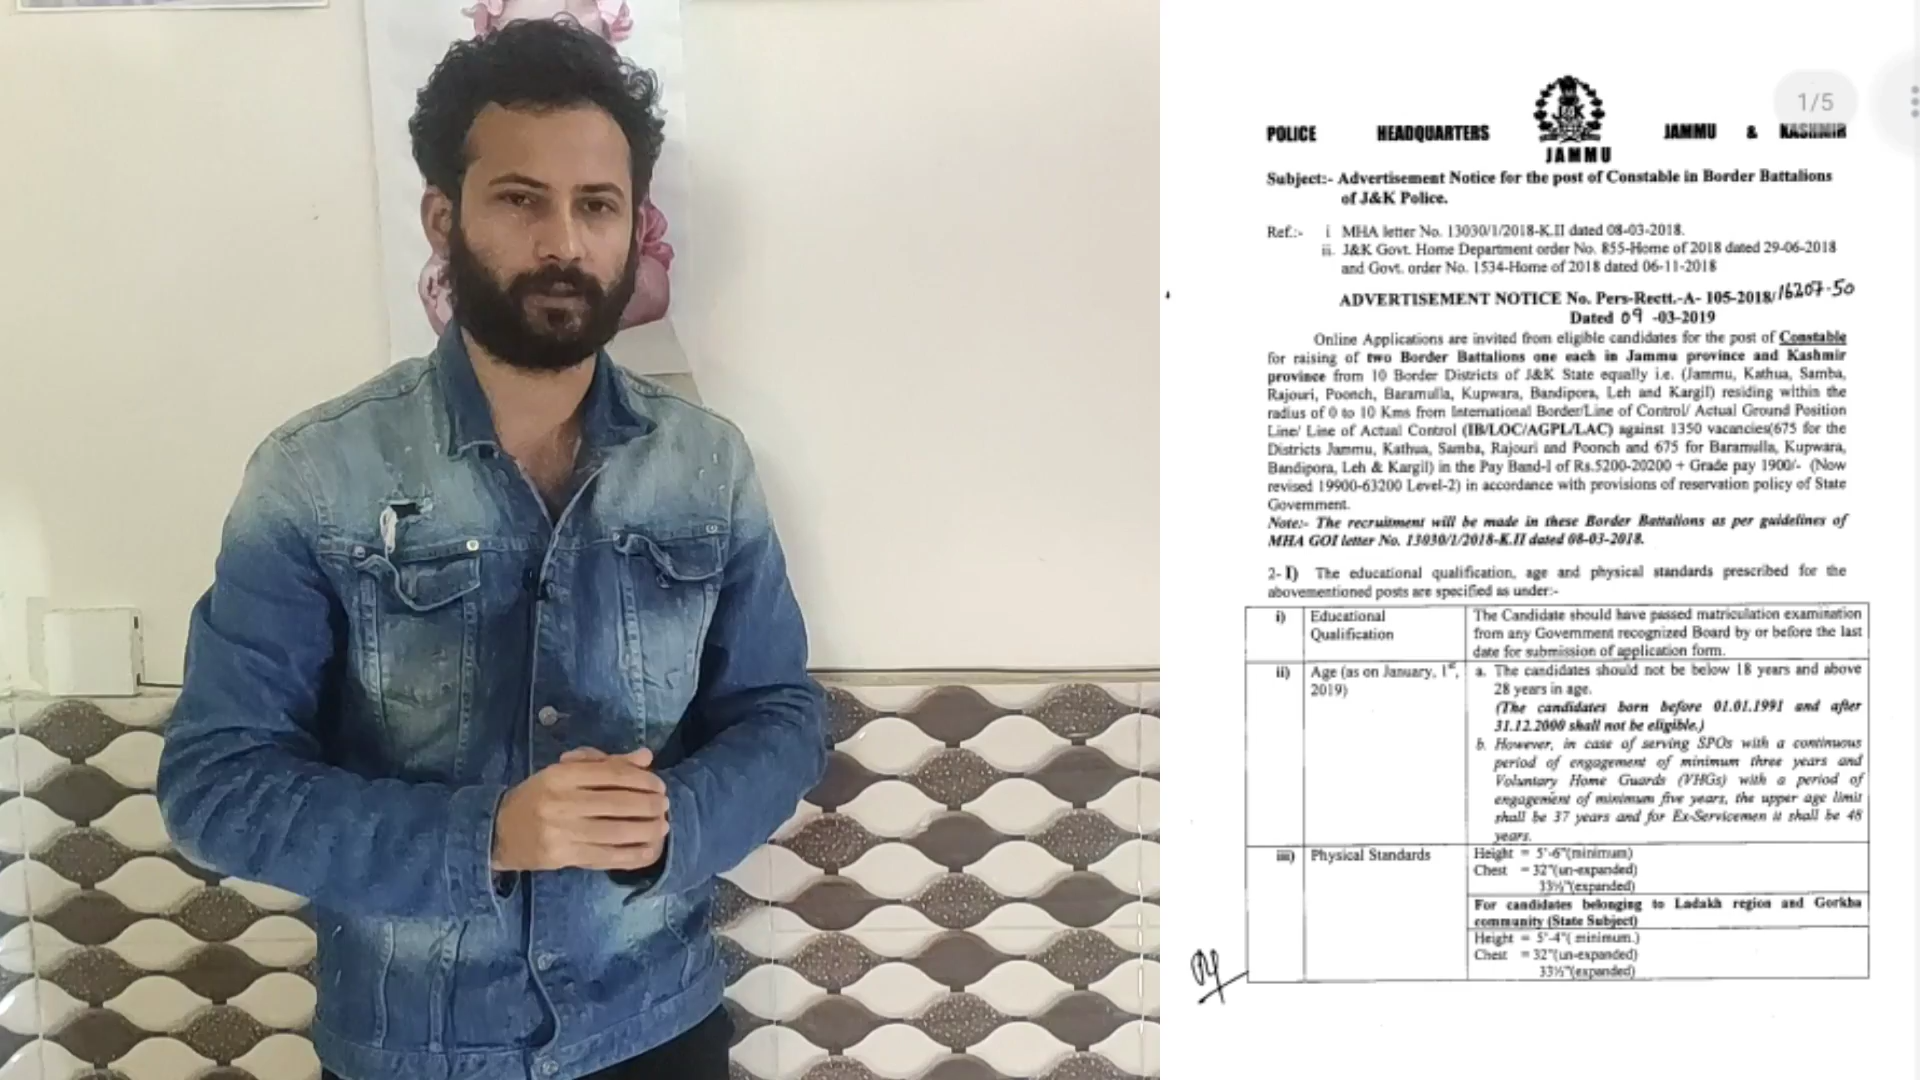 1/5
POLICE HEADQUARTERS JAMMU & KASHMIR
J&K
JAMMU
Subject:- Advertisement Notice for the post of Constable in Border Battalions
of J&K Police.
Ref.:- i MHA letter No. 13030/1/2018-K.II dated 08-03-2018.
ii. J&K Govt. Home Department order No. 855-Home of 2018 dated 29-06-2018
and Govt. order No. 1534-Home of 2018 dated 06-11-2018
ADVERTISEMENT NOTICE No. Pers-Rectt.-A- 105-2018/16207-50
Dated 09 -03-2019
Online Applications are invited from eligible candidates for the post of Constable
for raising of two Border Battalions one each in Jammu province and Kashmir
province from 10 Border Districts of J&K State equally i.e. (Jammu, Kathua, Samba,
Rajouri, Poonch, Baramulla, Kupwara, Bandipora, Leh and Kargil) residing within the
radius of 0 to 10 Kms from International Border/Line of Control/ Actual Ground Position
Line/ Line of Actual Control (IB/LOC/AGPL/LAC) against 1350 vacancies(675 for the
Districts Jammu, Kathua, Samba, Rajouri and Poonch and 675 for Baramulla, Kupwara,
Bandipora, Leh & Kargil) in the Pay Band-I of Rs.5200-20200 + Grade pay 1900/- (Now
revised 19900-63200 Level-2) in accordance with provisions of reservation policy of State
Government.
Note:- The recruitment will be made in these Border Battalions as per guidelines of
MHA GOI letter No. 13030/1/2018-K.II dated 08-03-2018.
2- I) The educational qualification, age and physical standards prescribed for the
abovementioned posts are specified as under:-
i) Educational Qualification
The Candidate should have passed matriculation examination
from any Government recognized Board by or before the last
date for submission of application form.
ii) Age (as on January, 1st, 2019)
a. The candidates should not be below 18 years and above
28 years in age.
(The candidates born before 01.01.1991 and after
31.12.2000 shall not be eligible.)
b. However, in case of serving SPOs with a continuous
period of engagement of minimum three years and
Voluntary Home Guards (VHGs) with a period of
engagement of minimum five years, the upper age limit
shall be 37 years and for Ex-Servicemen it shall be 48
years.
iii) Physical Standards
Height = 5'-6"(minimum)
Chest = 32"(un-expanded)
33½"(expanded)
For candidates belonging to Ladakh region and Gorkha
community (State Subject)
Height = 5'-4"( minimum.)
Chest = 32"(un-expanded)
33½"(expanded)